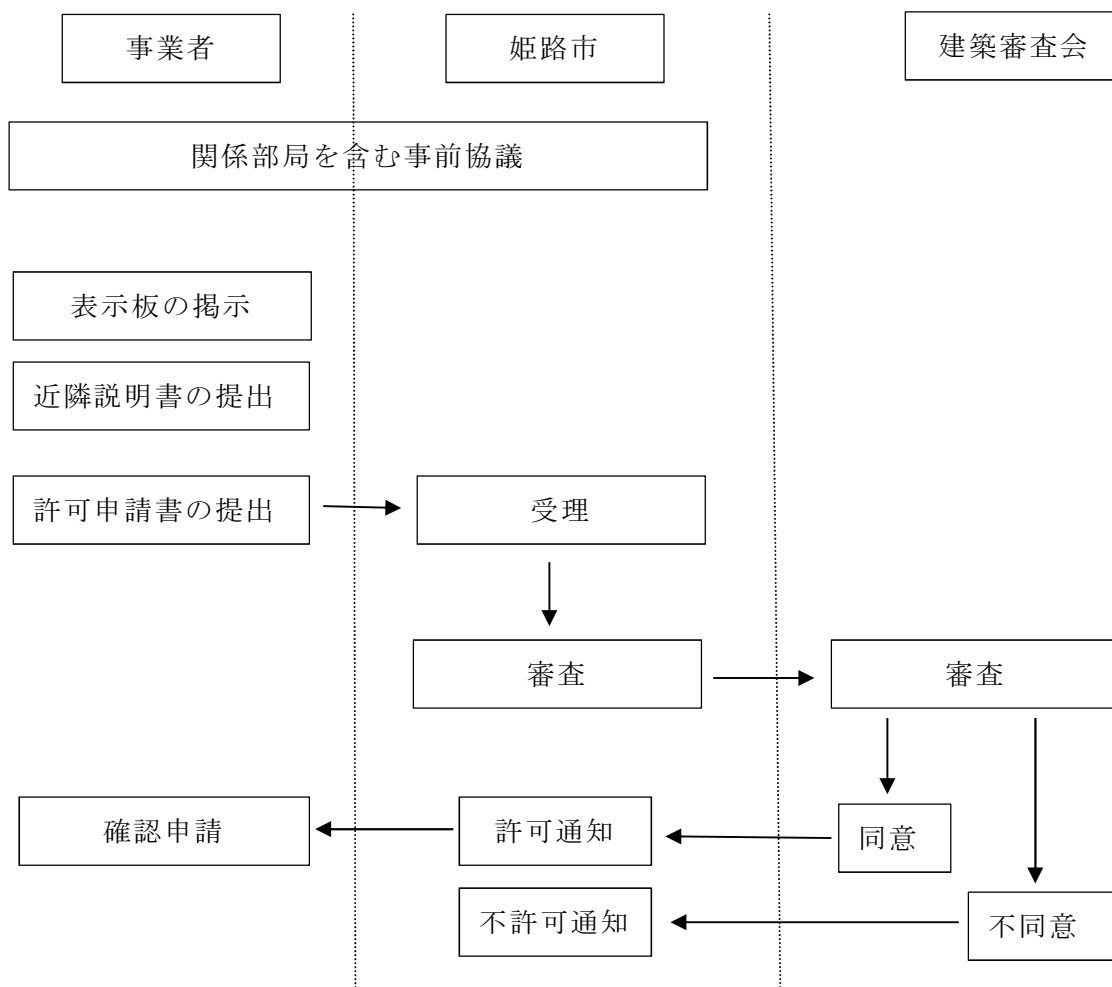 事業者
姫路市
建築審査会
関係部局を含む事前協議
表示板の掲示
近隣説明書の提出
許可申請書の提出
受理
審査
審査
確認申請
許可通知
同意
不許可通知
不同意